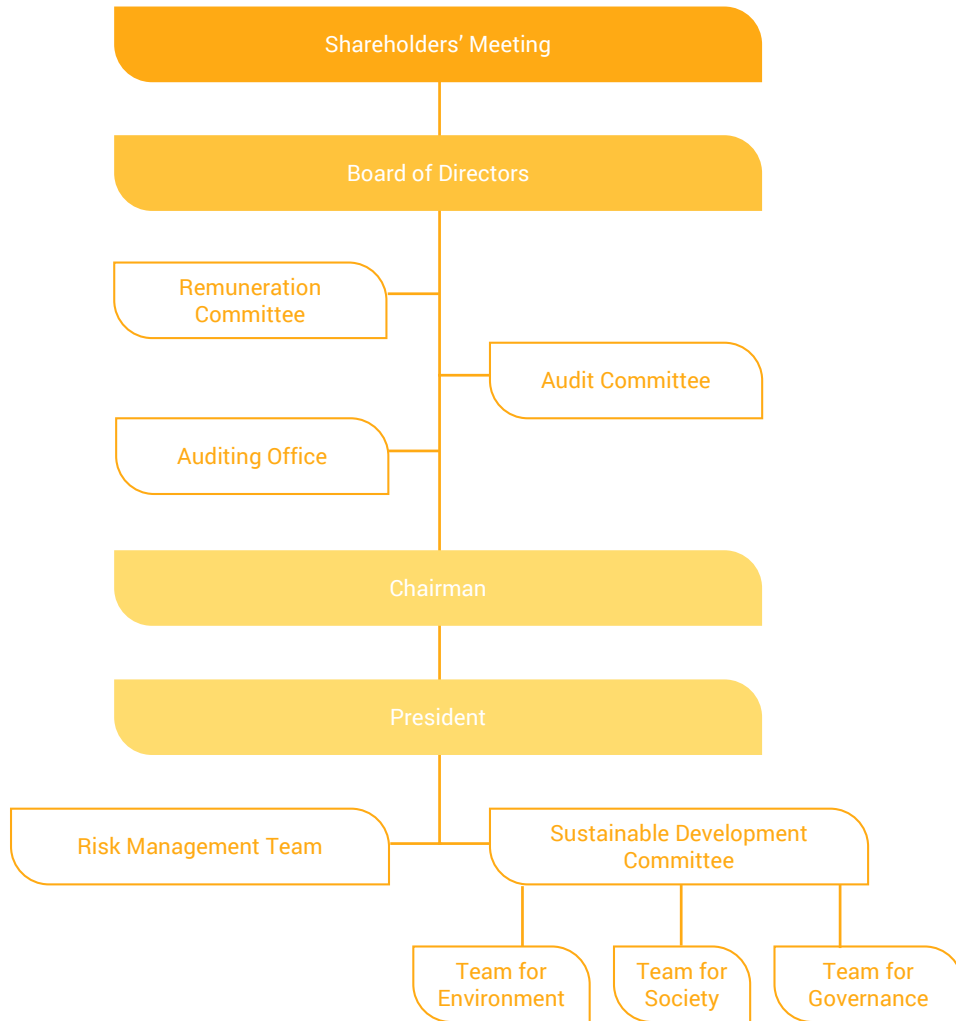 Shareholders’ Meeting
Board of Directors
Remuneration
Committee
Audit Committee
Auditing Office
Chairman
President
Risk Management Team
Sustainable Development
Committee
Team for
Environment
Team for
Society
Team for
Governance